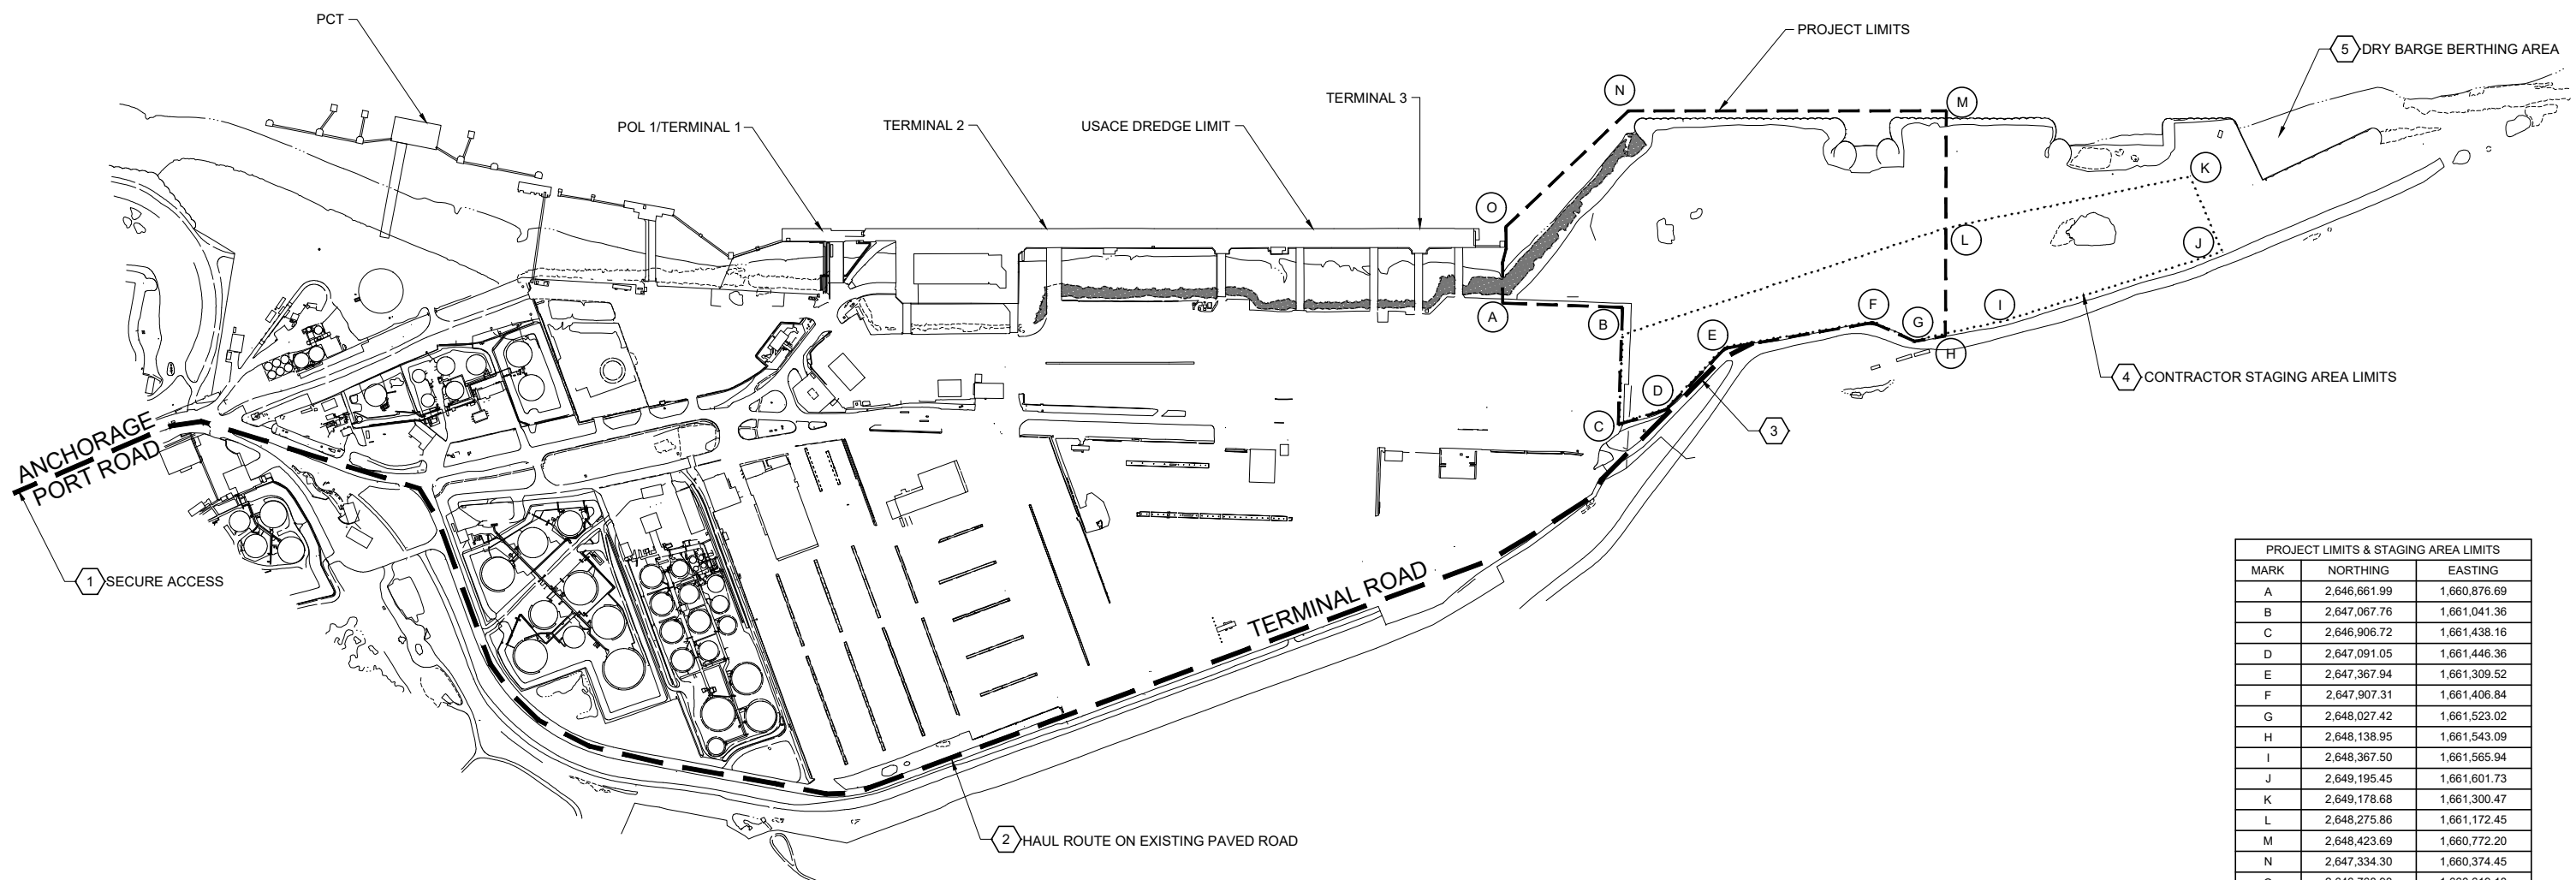 PCT
PROJECT LIMITS
5 DRY BARGE BERTHING AREA
N
M
TERMINAL 3
POL 1/TERMINAL 1
TERMINAL 2
USACE DREDGE LIMIT
K
O
L
J
A
B
F
I
G
E
H
4 CONTRACTOR STAGING AREA LIMITS
D
C
3
ANCHORAGE
PORT ROAD
1 SECURE ACCESS
TERMINAL ROAD
2 HAUL ROUTE ON EXISTING PAVED ROAD
PROJECT LIMITS & STAGING AREA LIMITS
MARK NORTHING EASTING
A 2,646,661.99 1,660,876.69
B 2,647,067.76 1,661,041.36
C 2,646,906.72 1,661,438.16
D 2,647,091.05 1,661,446.36
E 2,647,367.94 1,661,309.52
F 2,647,907.31 1,661,406.84
G 2,648,027.42 1,661,523.02
H 2,648,138.95 1,661,543.09
I 2,648,367.50 1,661,565.94
J 2,649,195.45 1,661,601.73
K 2,649,178.68 1,661,300.47
L 2,648,275.86 1,661,172.45
M 2,648,423.69 1,660,772.20
N 2,647,334.30 1,660,374.45